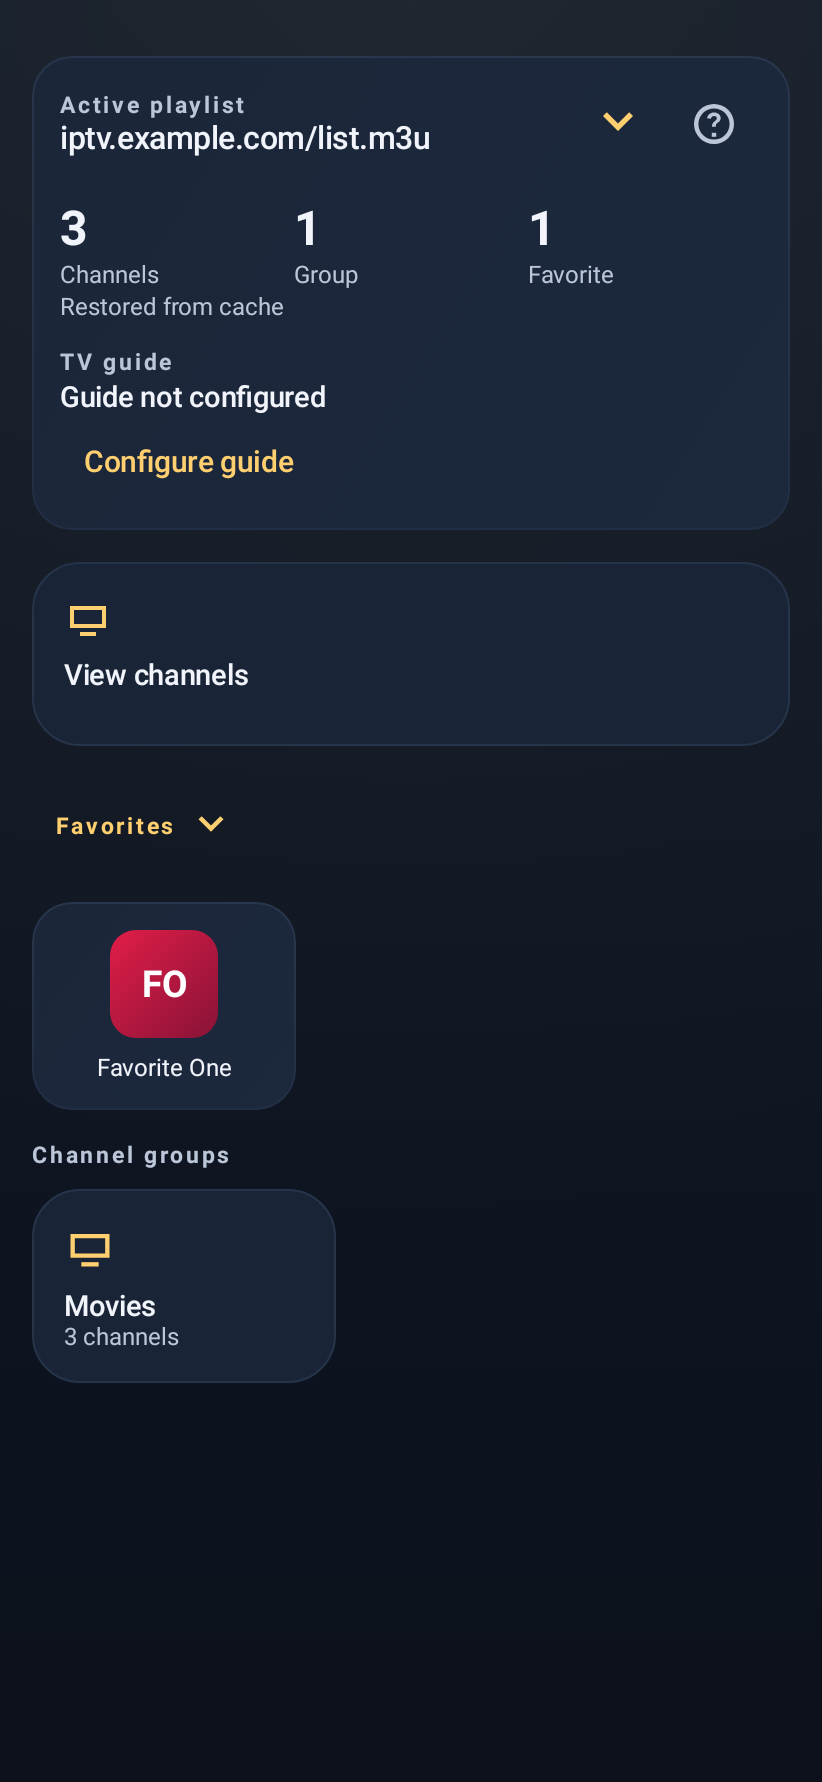 Active playlist
iptv.example.com/list.m3u
3
Channels
1
Group
1
Favorite
Restored from cache
TV guide
Guide not configured
Configure guide
View channels
Favorites
FO
Favorite One
Channel groups
Movies
3 channels